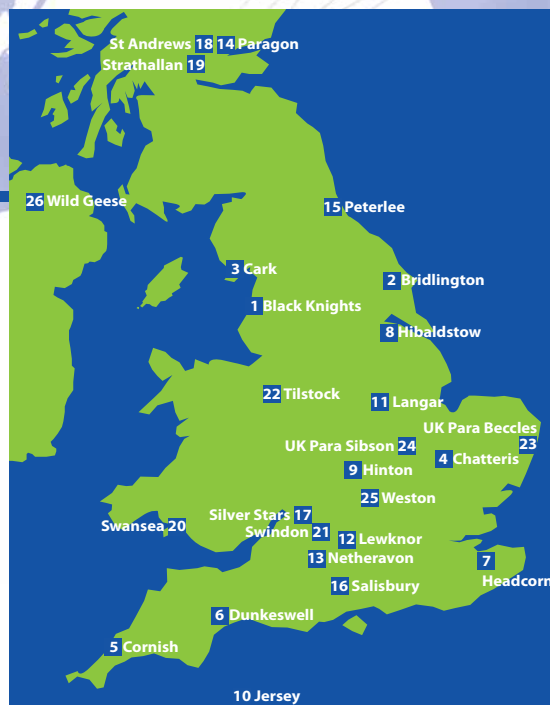 St Andrews 18 14 Paragon
Strathallan 19
26 Wild Geese
15 Peterlee
3 Cark
2 Bridlington
1 Black Knights
8 Hibaldstow
22 Tilstock
11 Langar
UK Para Beccles
23
UK Para Sibson 24
4 Chatteris
9 Hinton
25 Weston
Silver Stars 17
Swansea 20
Swindon 21
12 Lewknor
13 Netheravon
7
Headcorn
16 Salisbury
6 Dunkeswell
5 Cornish
10 Jersey